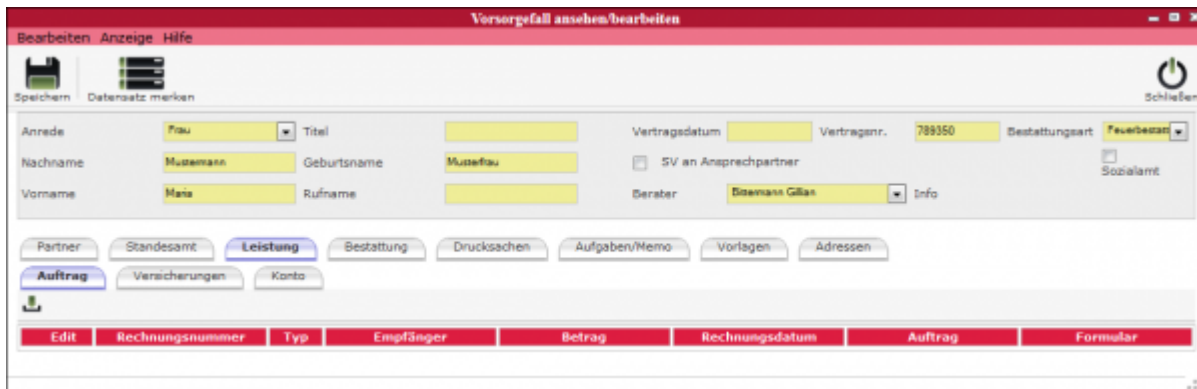 Vorsorgefall ansehen/bearbeiten
Bearbeiten Anzeige Hilfe
Speichern Datensatz merken Schließen
Anrede Frau Titel Vertragsdatum Vertragsnr. 789350 Bestattungsart Feuerbestatt
Nachname Mustermann Geburtsname Musterfrau SV an Ansprechpartner Sozialamt
Vorname Maria Rufname Berater Gillian Info
Partner Standesamt Leistung Bestattung Drucksachen Aufgaben/Memo Vorlagen Adressen
Auftrag Versicherungen Konto
Edit Rechnungsnummer Typ Empfänger Betrag Rechnungsdatum Auftrag Formular